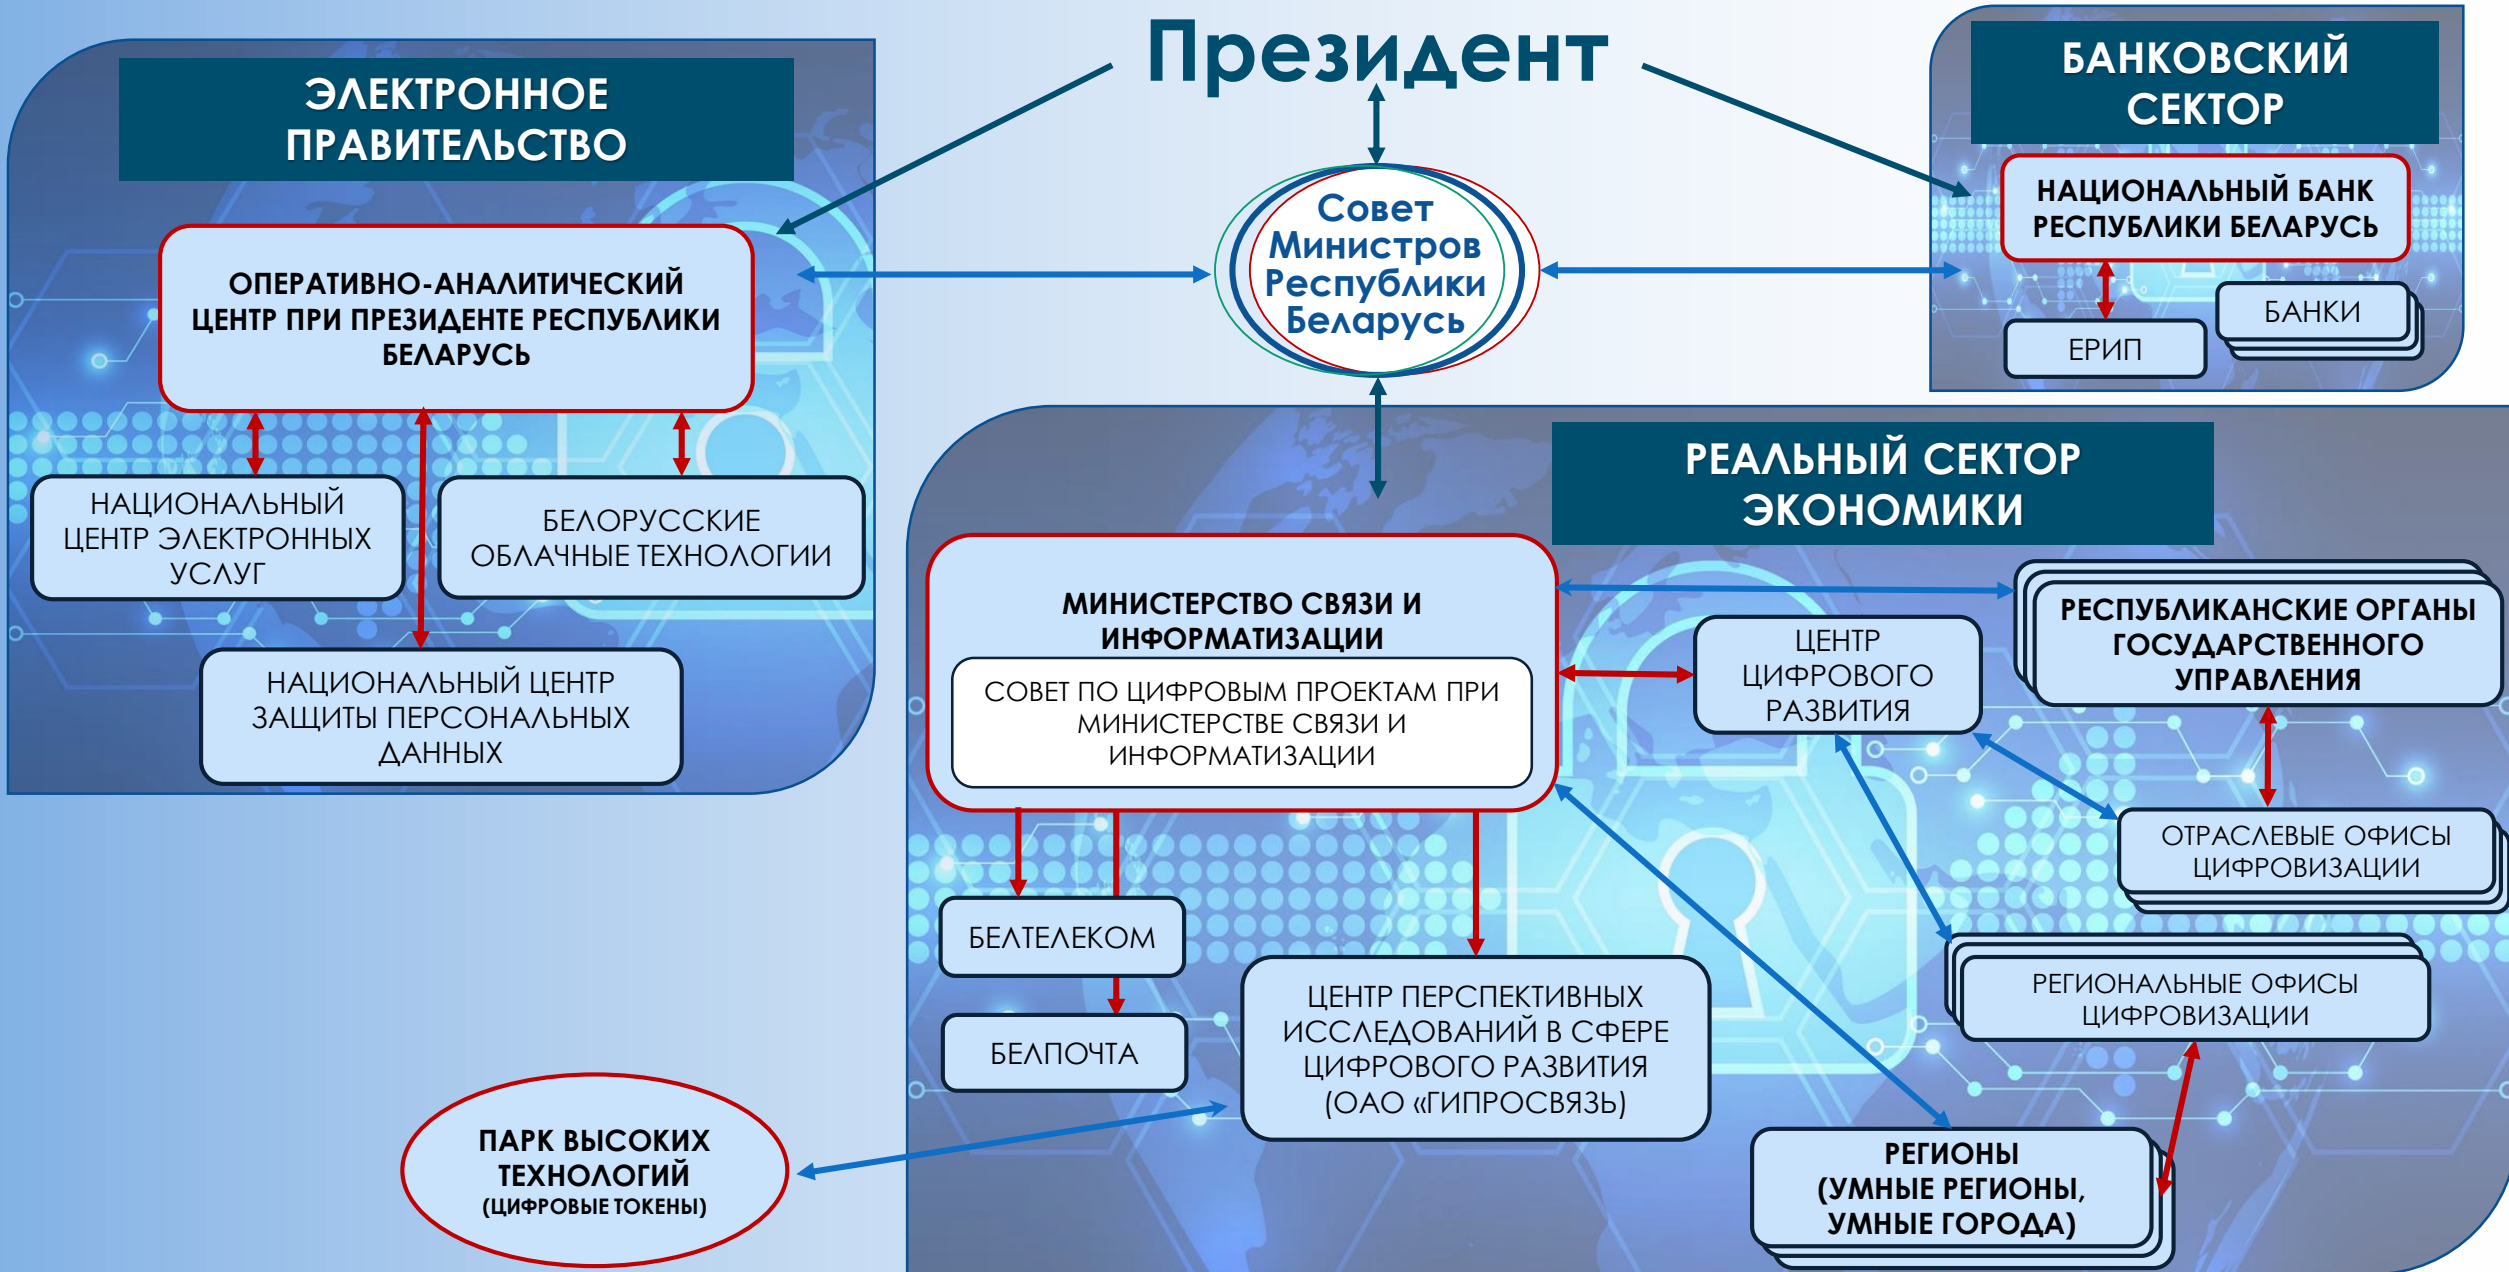 Президент
ЭЛЕКТРОННОЕ
ПРАВИТЕЛЬСТВО
ОПЕРАТИВНО-АНАЛИТИЧЕСКИЙ
ЦЕНТР ПРИ ПРЕЗИДЕНТЕ РЕСПУБЛИКИ
БЕЛАРУСЬ
НАЦИОНАЛЬНЫЙ
ЦЕНТР ЭЛЕКТРОННЫХ
УСЛУГ
БЕЛОРУССКИЕ
ОБЛАЧНЫЕ ТЕХНОЛОГИИ
НАЦИОНАЛЬНЫЙ ЦЕНТР
ЗАЩИТЫ ПЕРСОНАЛЬНЫХ
ДАННЫХ
Совет
Министров
Республики
Беларусь
БАНКОВСКИЙ
СЕКТОР
НАЦИОНАЛЬНЫЙ БАНК
РЕСПУБЛИКИ БЕЛАРУСЬ
БАНКИ
ЕРИП
РЕАЛЬНЫЙ СЕКТОР
ЭКОНОМИКИ
МИНИСТЕРСТВО СВЯЗИ И
ИНФОРМАТИЗАЦИИ
СОВЕТ ПО ЦИФРОВЫМ ПРОЕКТАМ ПРИ
МИНИСТЕРСТВЕ СВЯЗИ И
ИНФОРМАТИЗАЦИИ
ЦЕНТР
ЦИФРОВОГО
РАЗВИТИЯ
РЕСПУБЛИКАНСКИЕ ОРГАНЫ
ГОСУДАРСТВЕННОГО
УПРАВЛЕНИЯ
ОТРАСЛЕВЫЕ ОФИСЫ
ЦИФРОВИЗАЦИИ
БЕЛТЕЛЕКОМ
БЕЛПОЧТА
ЦЕНТР ПЕРСПЕКТИВНЫХ
ИССЛЕДОВАНИЙ В СФЕРЕ
ЦИФРОВОГО РАЗВИТИЯ
(ОАО «ГИПРОСВЯЗЬ)
РЕГИОНАЛЬНЫЕ ОФИСЫ
ЦИФРОВИЗАЦИИ
РЕГИОНЫ
(УМНЫЕ РЕГИОНЫ,
УМНЫЕ ГОРОДА)
ПАРК ВЫСОКИХ
ТЕХНОЛОГИЙ
(ЦИФРОВЫЕ ТОКЕНЫ)